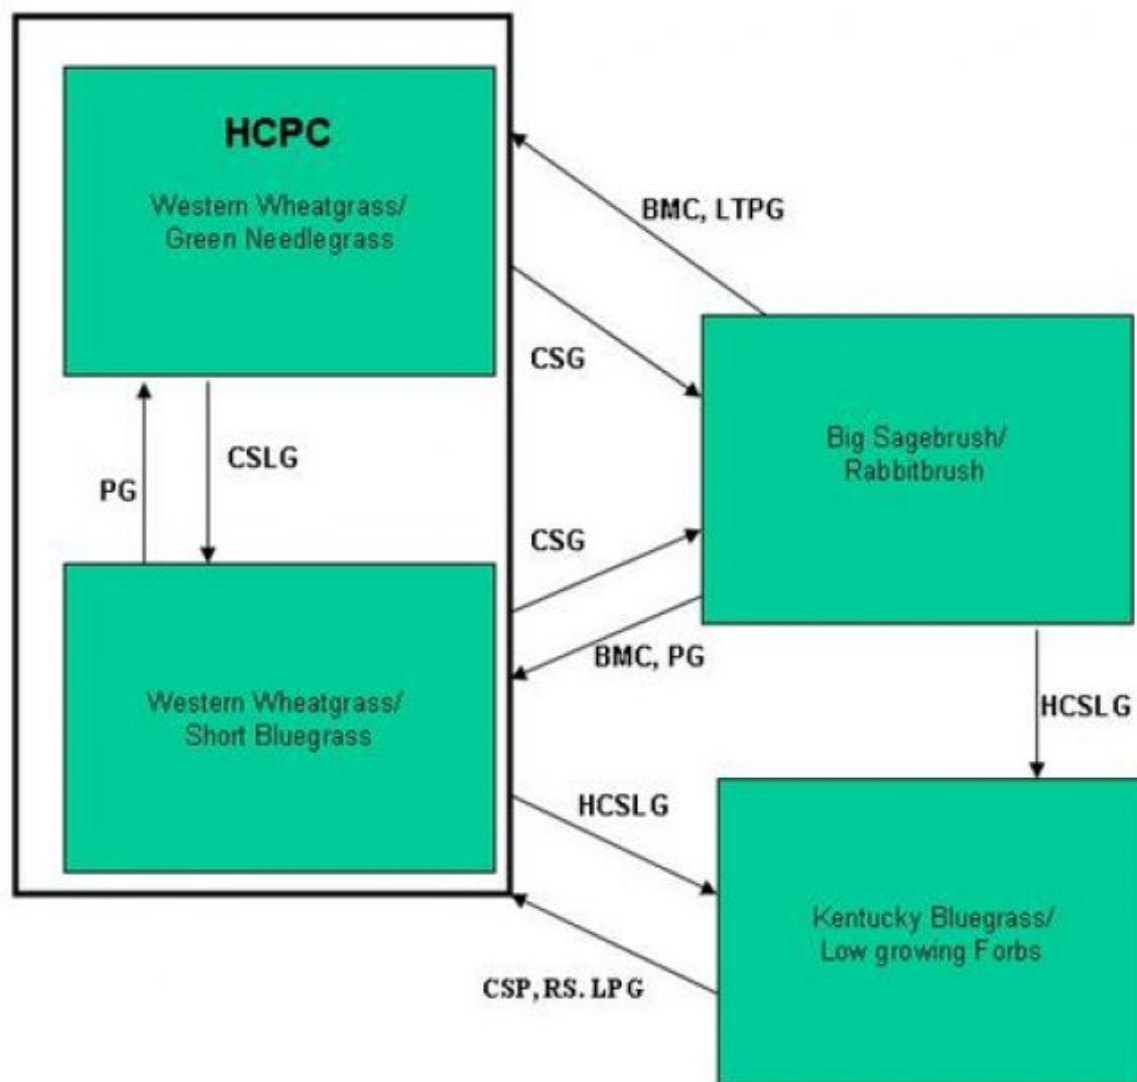 HCPC
Western Wheatgrass/
Green Needlegrass
BMC, LTPG
CSG
Big Sagebrush/
Rabbitbrush
PG
CSLG
CSG
BMC, PG
Western Wheatgrass/
Short Bluegrass
HCSLG
HCSLG
Kentucky Bluegrass/
Low growing Forbs
CSP, RS. LPG